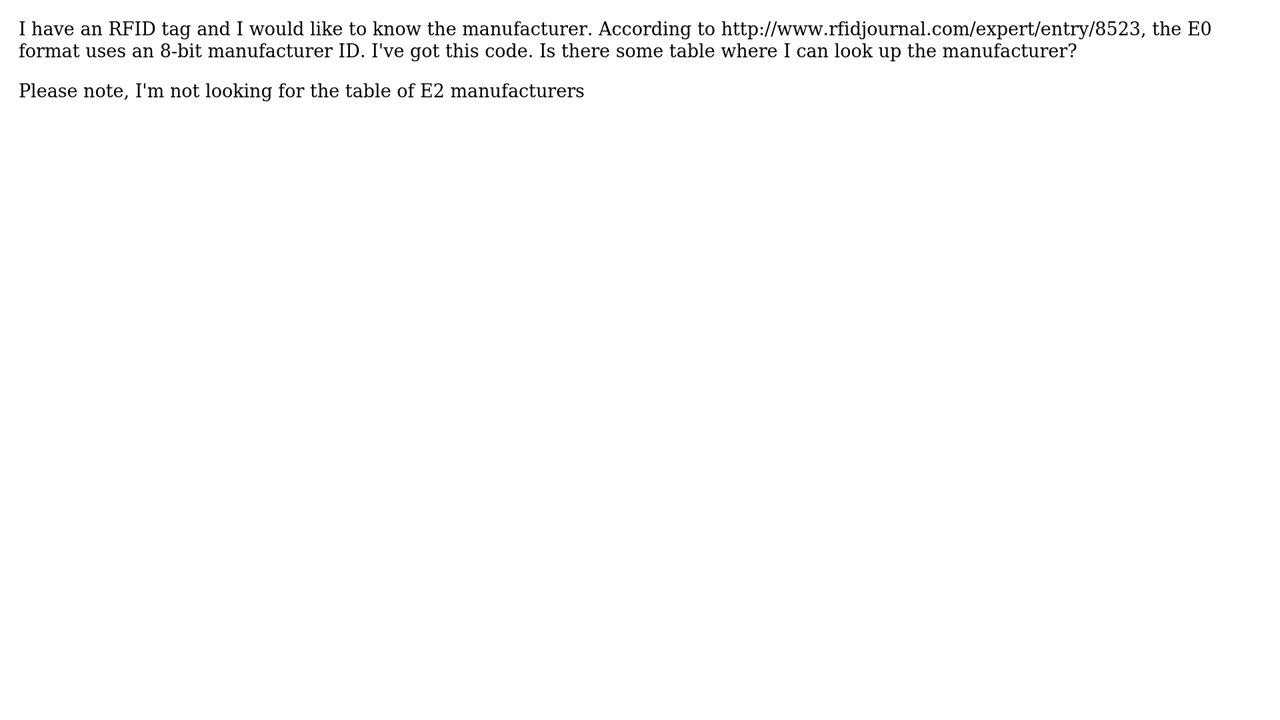 I have an RFID tag and I would like to know the manufacturer. According to http://www.rfidjournal.com/expert/entry/8523, the E0
format uses an 8-bit manufacturer ID. I've got this code. Is there some table where I can look up the manufacturer?
Please note, I'm not looking for the table of E2 manufacturers